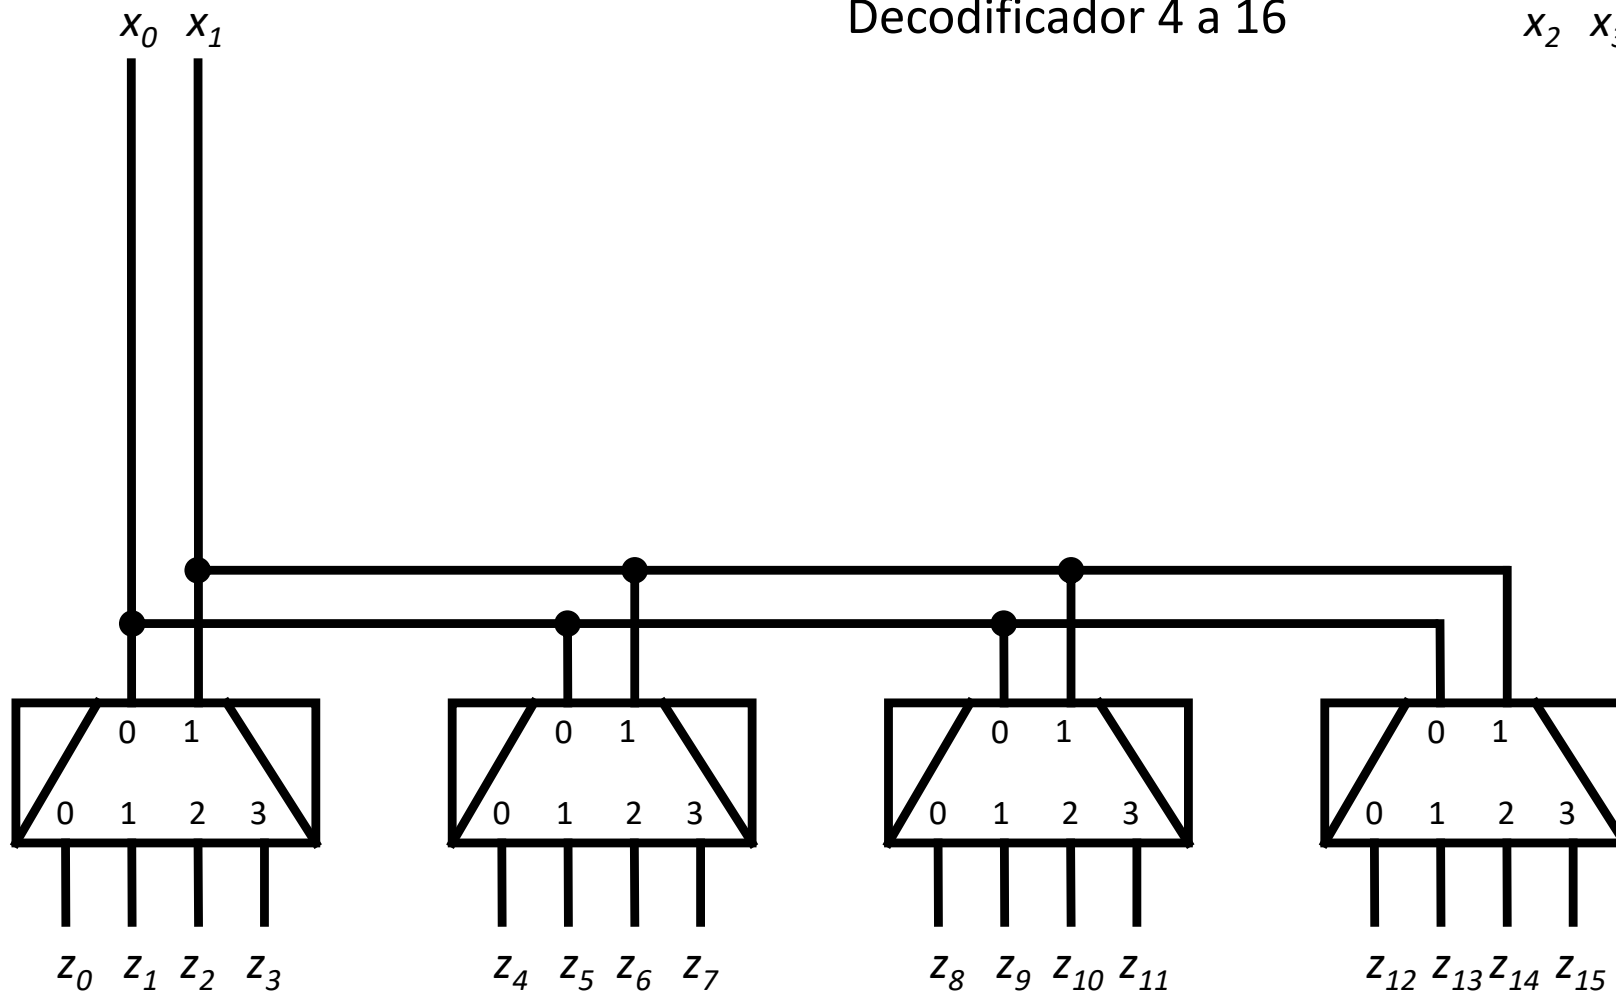 x0 x1 Decodificador 4 a 16 x2 x3
0 1 0 1 0 1 0 1
0 1 2 3 0 1 2 3 0 1 2 3 0 1 2 3
z0 z1 z2 z3 z4 z5 z6 z7 z8 z9 z10 z11 z12 z13 z14 z15